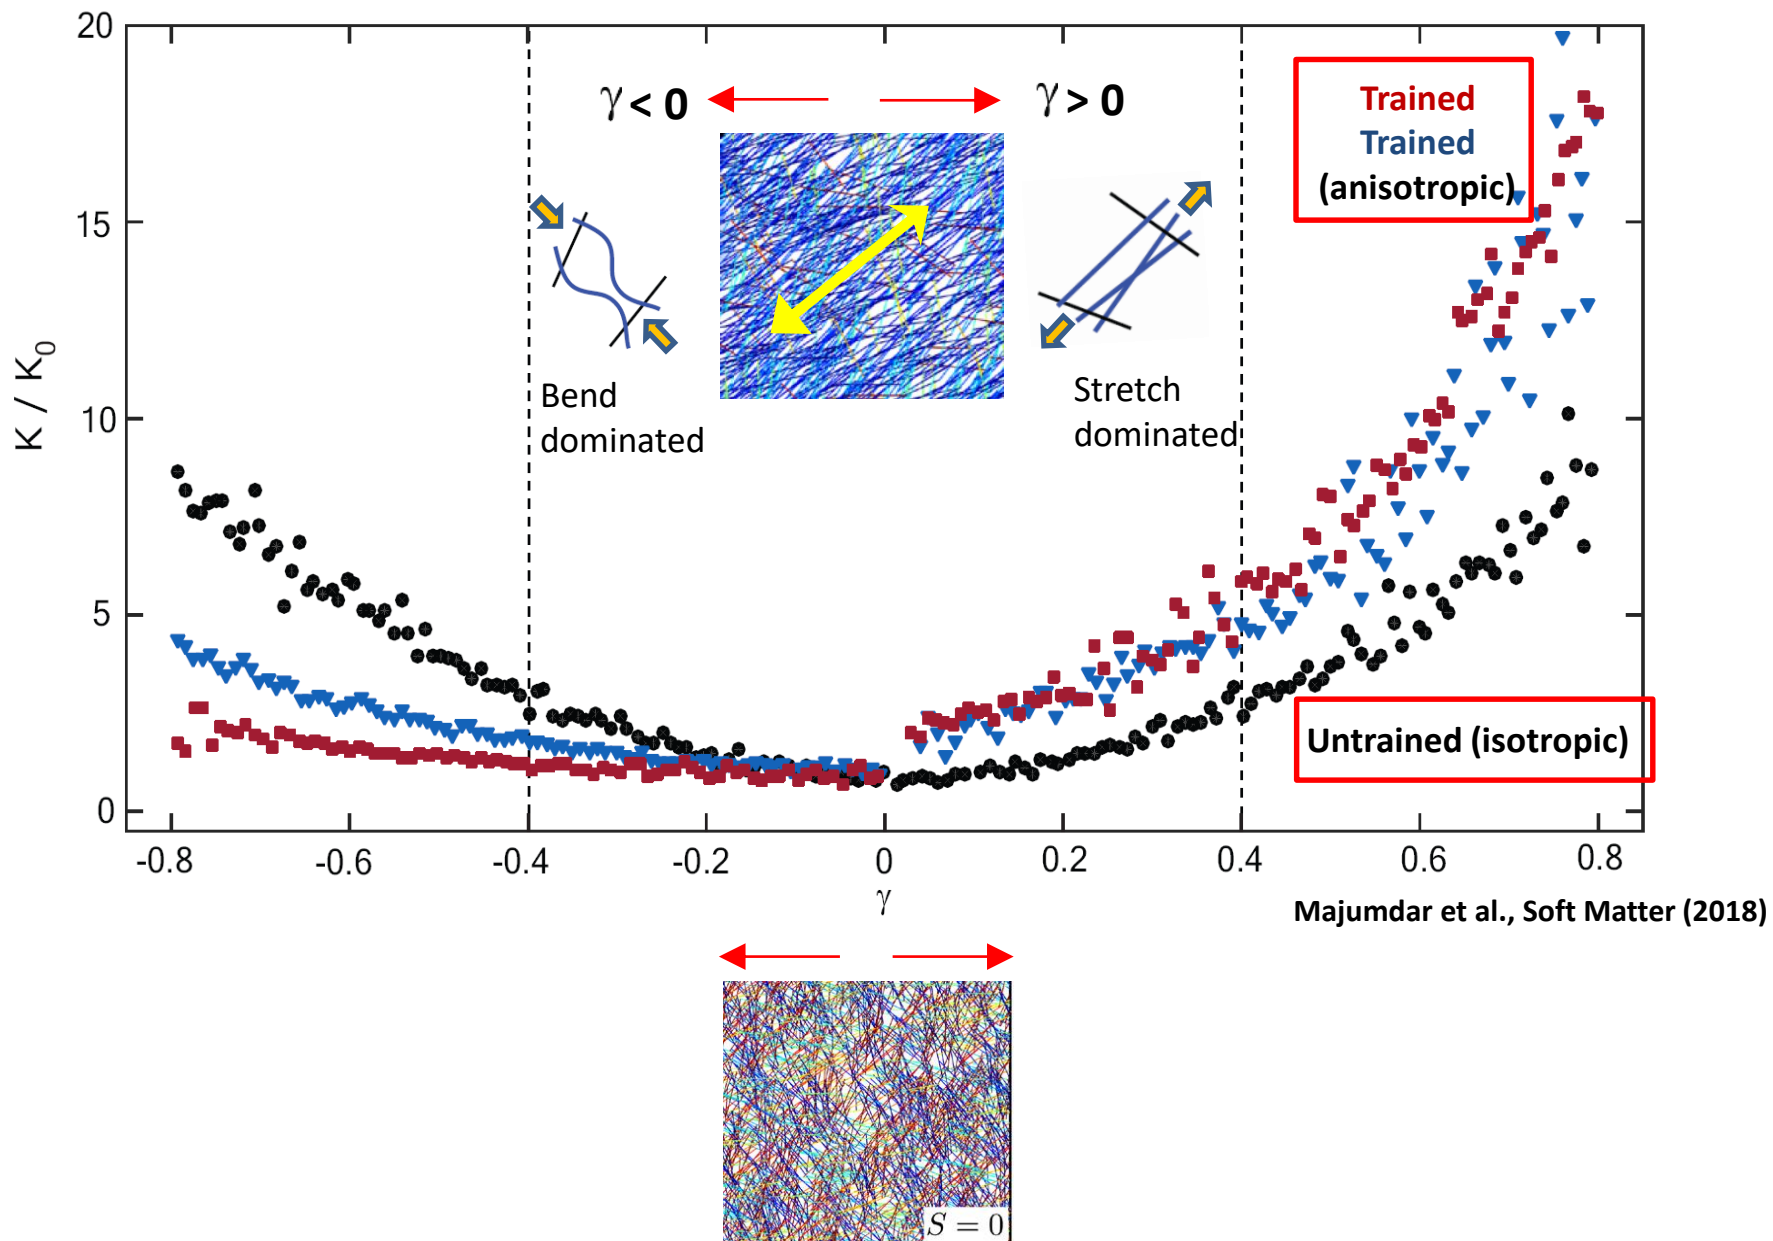 20
15
10
5
0
K / K₀
γ < 0
γ > 0
Trained
Trained
(anisotropic)
Bend
dominated
Stretch
dominated
Untrained (isotropic)
-0.8
-0.6
-0.4
-0.2
0
0.2
0.4
0.6
0.8
γ
Majumdar et al., Soft Matter (2018)
S = 0